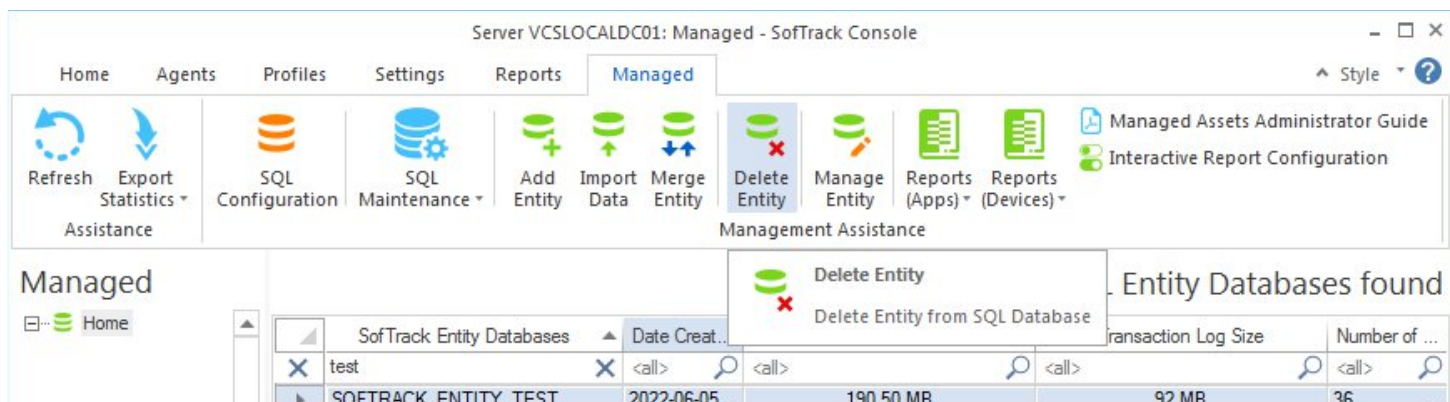 Server VCSLOCALDC01: Managed - SofTrack Console
Home Agents Profiles Settings Reports Managed Style
Refresh Export Statistics SQL Configuration SQL Maintenance Add Entity Import Data Merge Entity Delete Entity Manage Entity Reports (Apps) Reports (Devices)
Managed Assets Administrator Guide
Interactive Report Configuration
Assistance Management Assistance
Managed
Home
Delete Entity
Delete Entity from SQL Database
Entity Databases found
SofTrack Entity Databases Date Creat... Transaction Log Size Number of ...
test <all> <all> <all> <all>
SOFTRACK_ENTITY_TEST 2022-06-05 190.50 MB 92 MB 36